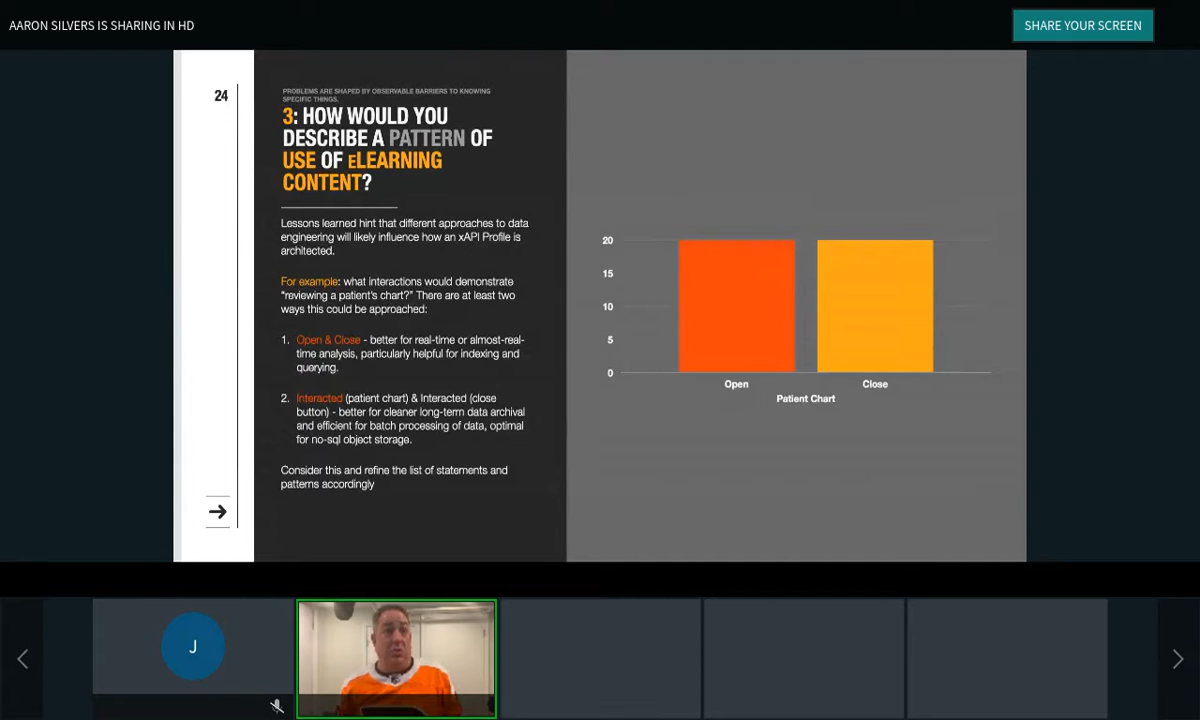 AARON SILVERS IS SHARING IN HD
SHARE YOUR SCREEN
24
PROBLEMS ARE SHAPED BY OBSERVABLE BARRIERS TO KNOWING
SPECIFIC THINGS.
3: HOW WOULD YOU
DESCRIBE A PATTERN OF
USE OF eLEARNING
CONTENT?
Lessons learned hint that different approaches to data
engineering will likely influence how an xAPI Profile is
architected.
For example: what interactions would demonstrate
“reviewing a patient's chart?” There are at least two
ways this could be approached:
1. Open & Close - better for real-time or almost-real-
time analysis, particularly helpful for indexing and
querying.
2. Interacted (patient chart) & Interacted (close
button) - better for cleaner long-term data archival
and efficient for batch processing of data, optimal
for no-sql object storage.
Consider this and refine the list of statements and
patterns accordingly
20
15
10
5
0
Open Close
Patient Chart
J